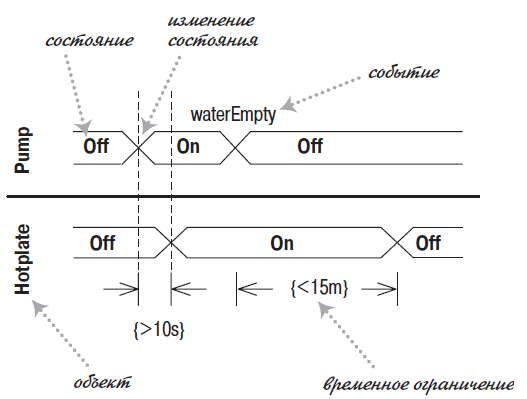 изменение
состояние состояния
событие
waterEmpty
Pump
Off On Off
Hotplate
Off On Off
{<15m}
{>10s}
объект временное ограничение